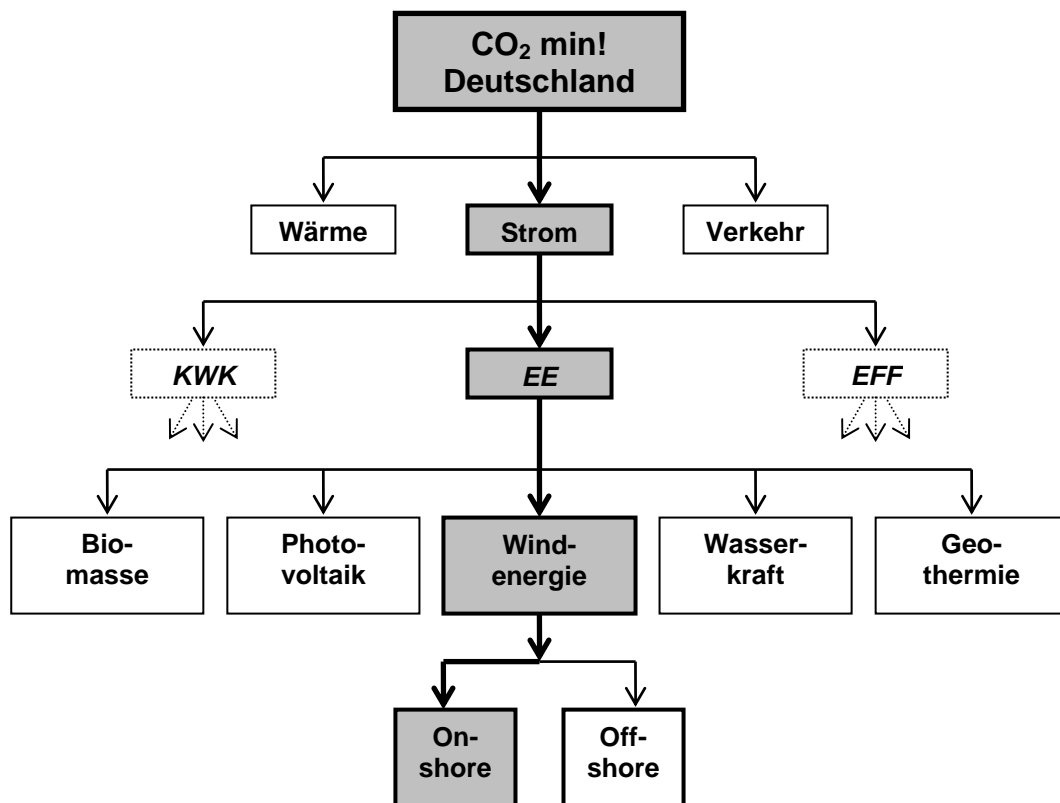 CO₂ min!
Deutschland
Wärme
Strom
Verkehr
KWK
EE
EFF
Bio-
masse
Photo-
voltaik
Wind-
energie
Wasser-
kraft
Geo-
thermie
On-
shore
Off-
shore